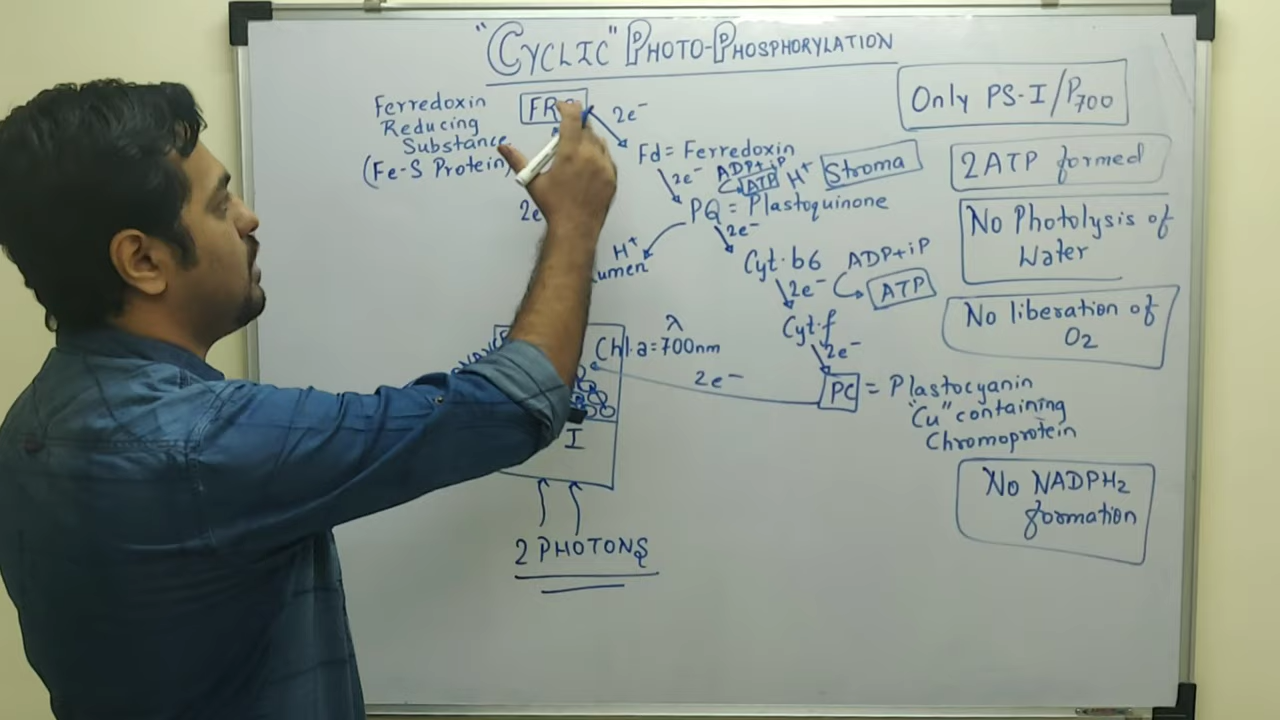 "CYCLIC" PHOTO-PHOSPHORYLATION
Ferredoxin
Reducing
Substance
(Fe-S Protein)
2e⁻
Fd = Ferredoxin
2e⁻
ADP+iP
ATP
H⁺
Stroma
PQ = Plastoquinone
2e
2e⁻
H⁺
Cyt.b6
ADP+iP
2e⁻
ATP
Cyt.f
2e⁻
λ
Chl.a = 700nm
2e⁻
PC = Plastocyanin
"Cu" containing
Chromoprotein
I
2 PHOTONS
Only PS-I/P₇₀₀
2ATP formed
No Photolysis of
Water
No liberation of
O₂
No NADPH₂
formation